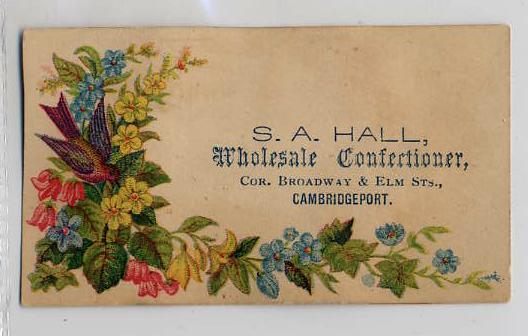 S. A. HALL,
Wholesale Confectioner,
COR. BROADWAY & ELM STS.,
CAMBRIDGEPORT.